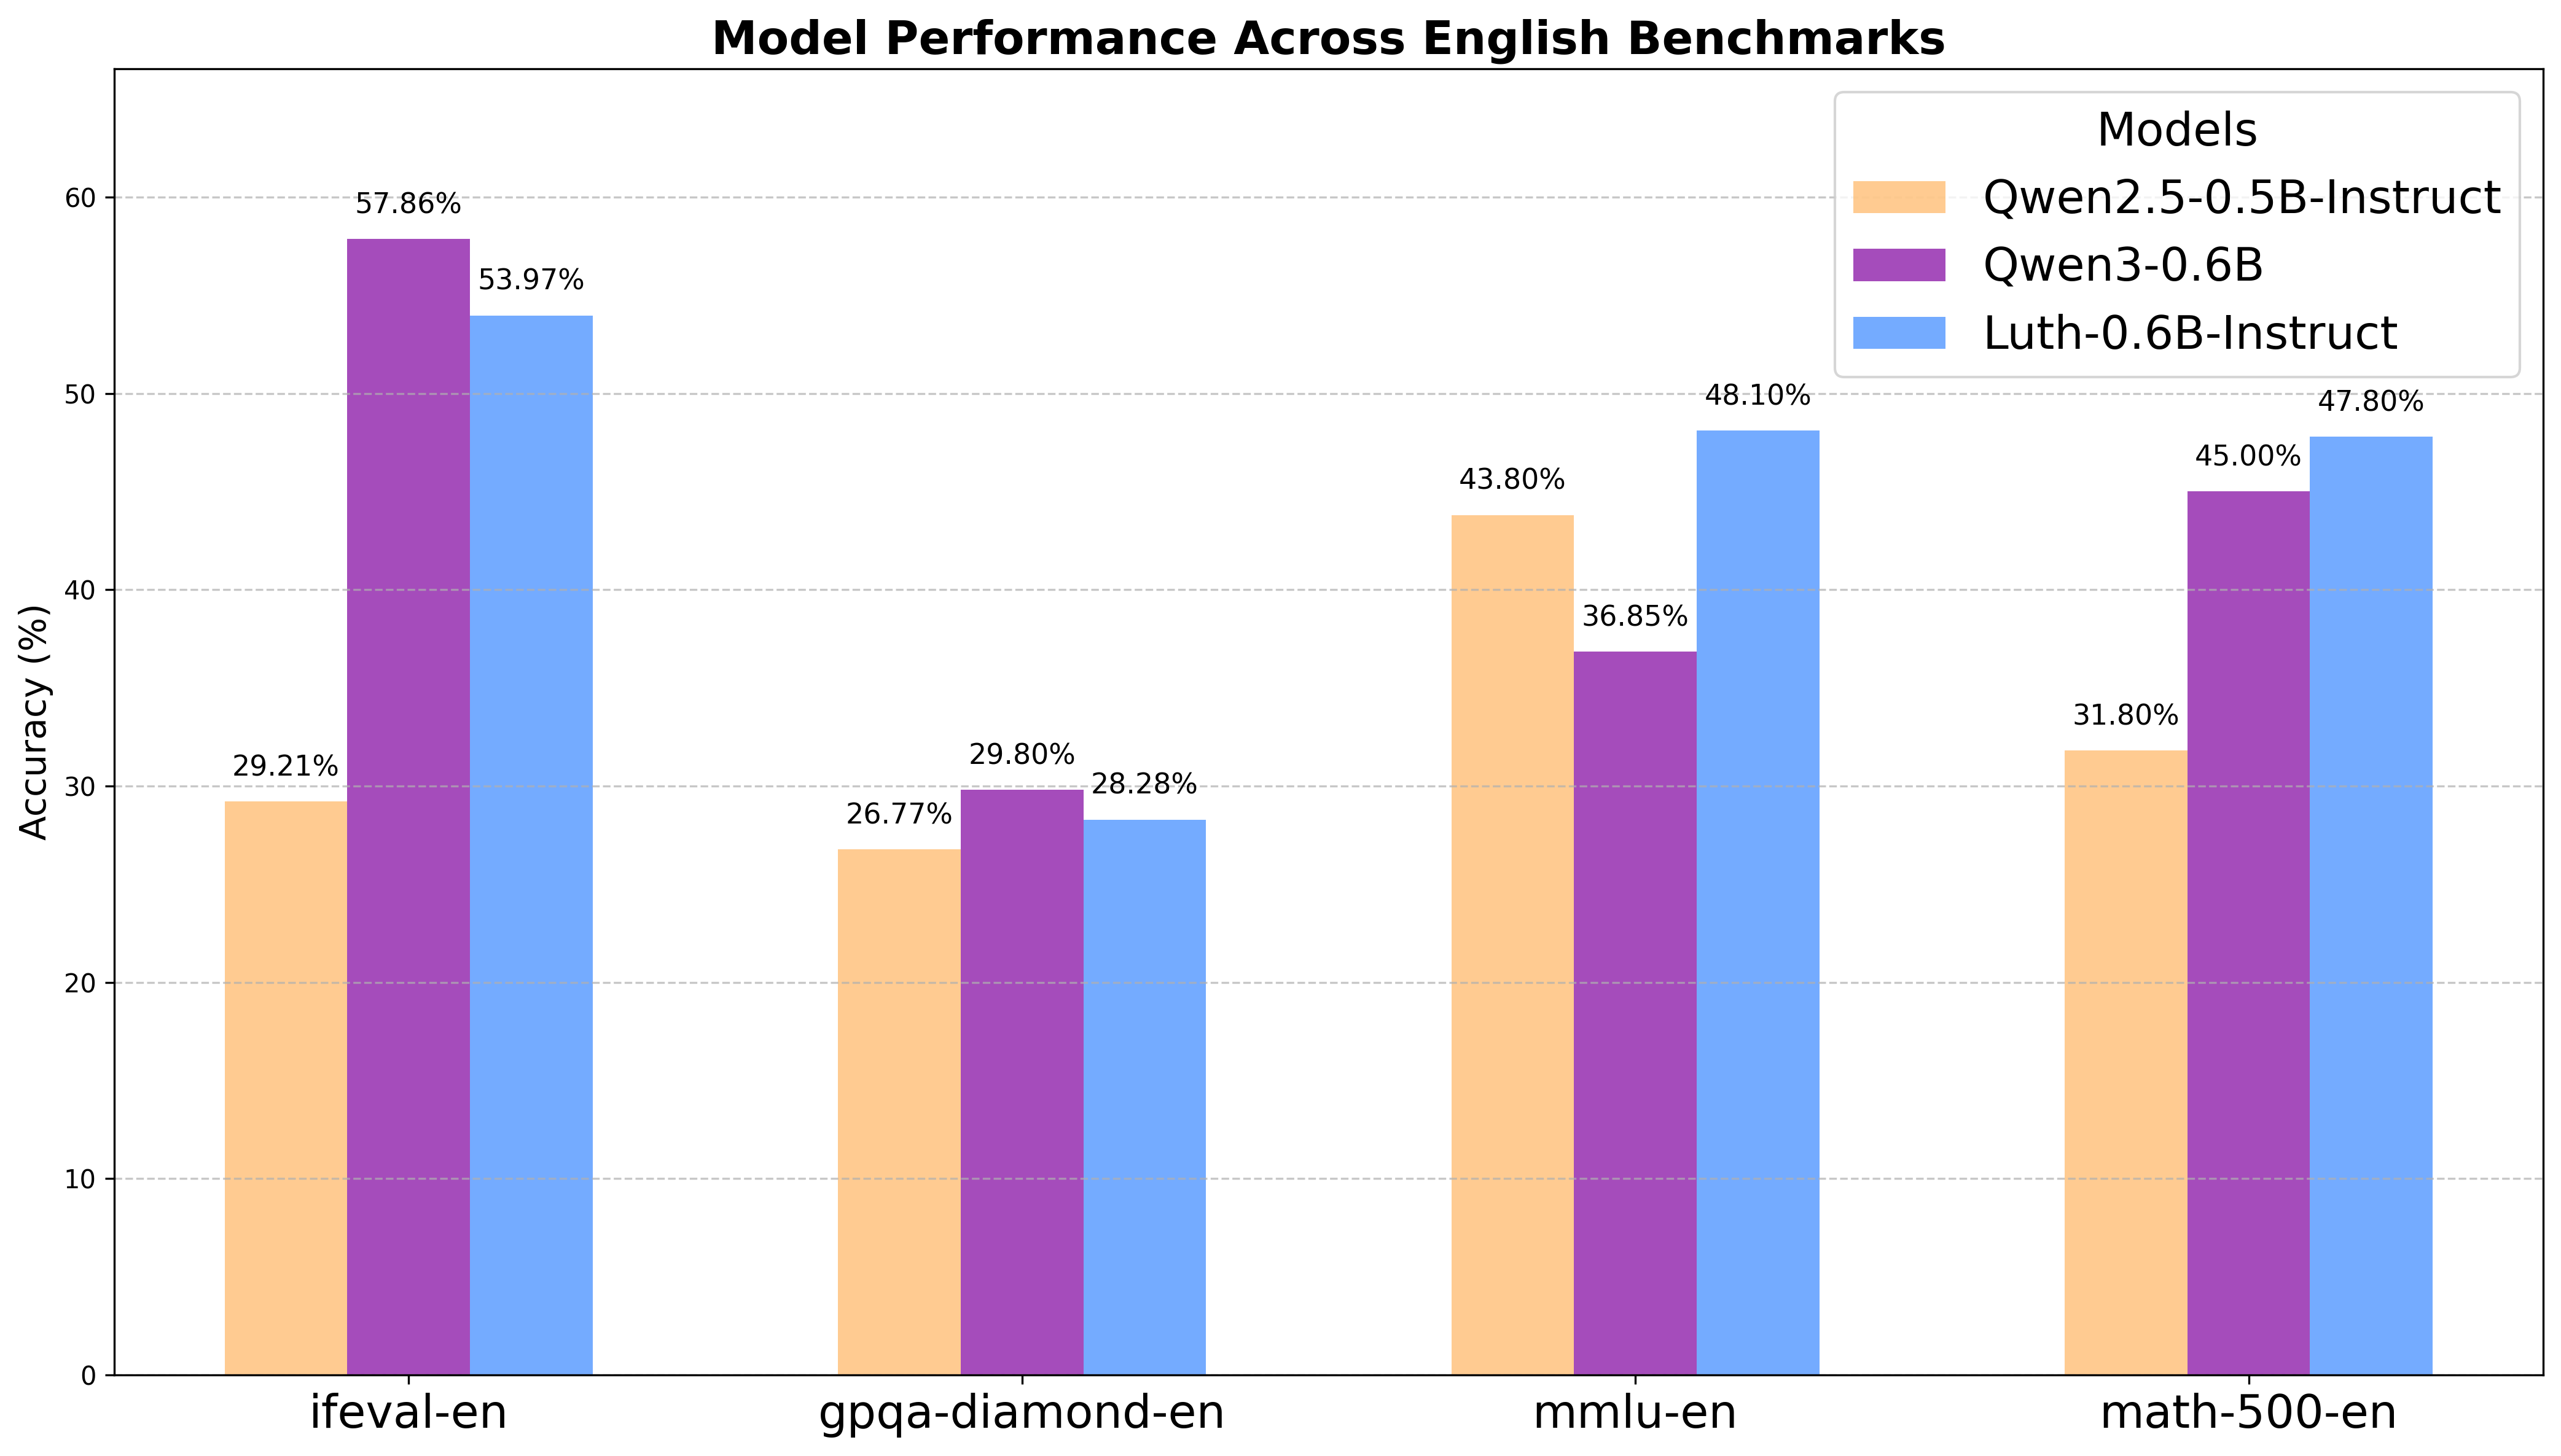 Model Performance Across English Benchmarks
Models
Qwen2.5-0.5B-Instruct
Qwen3-0.6B
Luth-0.6B-Instruct
Accuracy (%)
60
50
40
30
20
10
0
29.21%
57.86%
53.97%
26.77%
29.80%
28.28%
43.80%
36.85%
48.10%
31.80%
45.00%
47.80%
ifeval-en
gpqa-diamond-en
mmlu-en
math-500-en